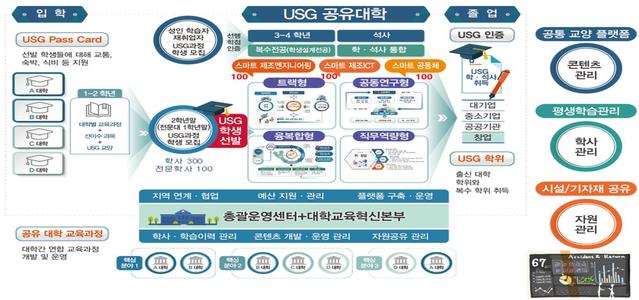 입 학
USG Pass Card
선발 학생들에 대해 교통,
숙박, 식비 등 지원
A 대학
B 대학
C 대학
D 대학
1~2 학년
대학별 교육과정
+
선이수 과목
+
USG 교양
성인 학습자
재취업자
USG과정
학생 모집
선행
학점
인증
2학년말
(전문대 1학년말)
USG과정
학생 모집
USG
학생
선발
학사 300
전문학사 100
USG 공유대학
3~4 학년
석사
복수전공(학생설계전공)
학 · 석사 통합
스마트 제조엔지니어링
스마트 제조ICT
스마트 공동체
100
100
100
트랙형
공동연구형
융복합형
직무역량형
졸 업
USG 인증
USG
학 · 석사
취득
대기업
중소기업
공공기관
창업
USG 학위
출신 대학
학위와
복수 학위 취득
공통 교양 플랫폼
콘텐츠
관리
평생학습관리
학사
관리
시설/기자재 공유
자원
관리
지역 연계 · 협업
예산 지원 · 관리
플랫폼 구축 · 운영
총괄운영센터+대학교육혁신본부
학사 · 학습이력 관리
콘텐츠 개발 · 운영 관리
자원공유 관리
공유 대학 교육과정
대학간 연합 교육과정
개발 및 운영
핵심
분야 1
A 대학
B 대학
핵심
분야 2
B 대학
C 대학
D 대학
핵심
분야 3
D 대학
A 대학
67
Accident & Return